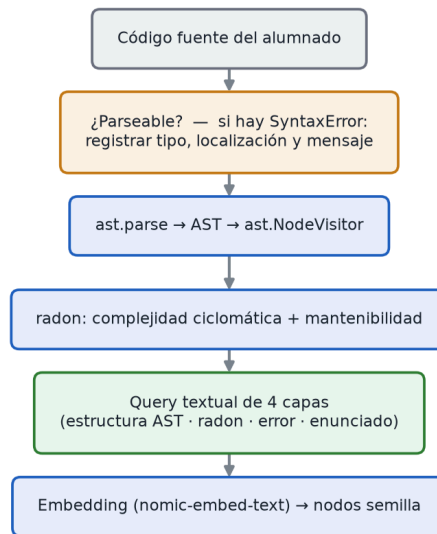 Código fuente del alumnado
¿Parseable? — si hay SyntaxError:
registrar tipo, localización y mensaje
ast.parse → AST → ast.NodeVisitor
radon: complejidad ciclomática + mantenibilidad
Query textual de 4 capas
(estructura AST · radon · error · enunciado)
Embedding (nomic-embed-text) → nodos semilla